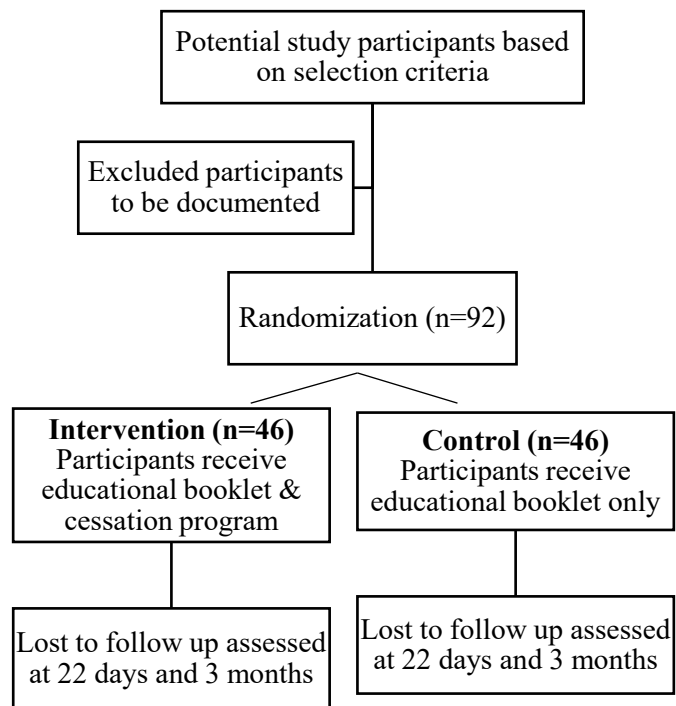 Potential study participants based
on selection criteria
Excluded participants
to be documented
Randomization (n=92)
Intervention (n=46)
Participants receive
educational booklet &
cessation program
Control (n=46)
Participants receive
educational booklet only
Lost to follow up assessed
at 22 days and 3 months
Lost to follow up assessed
at 22 days and 3 months